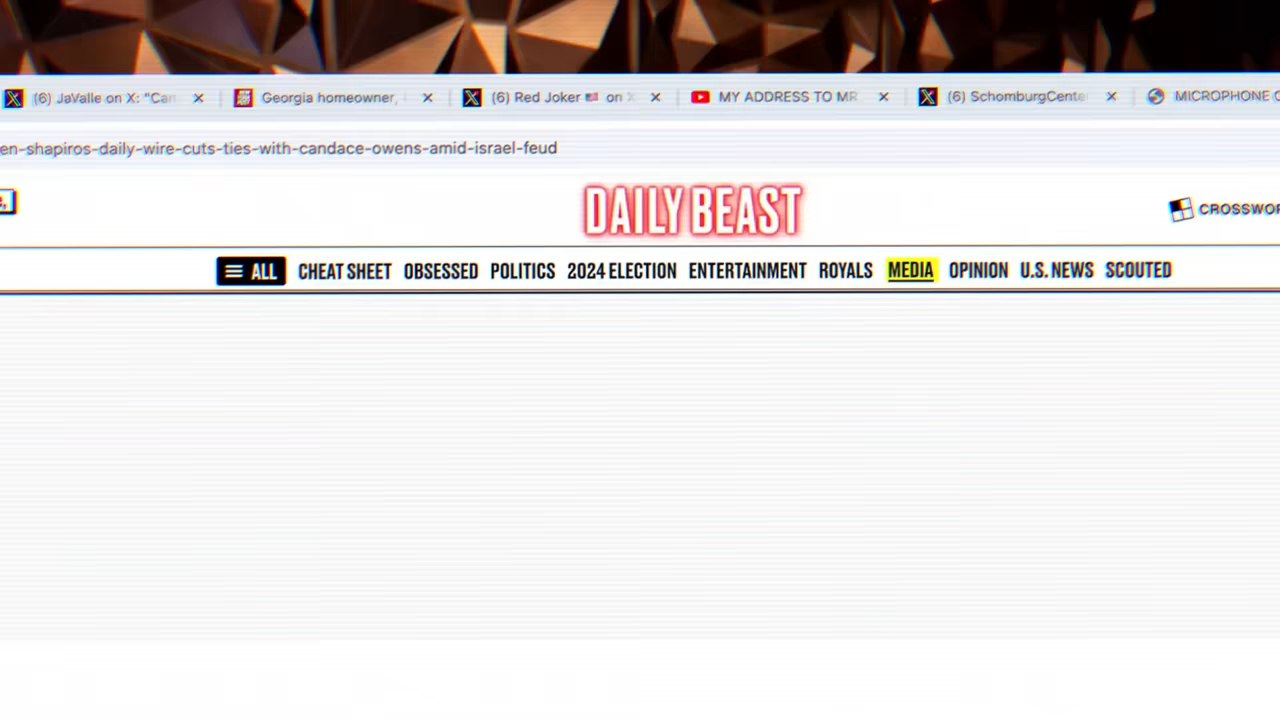 (6) JaValle on X: "Can
Georgia homeowner,
(6) Red Joker on X
MY ADDRESS TO MR
(6) SchomburgCente
MICROPHONE
en-shapiros-daily-wire-cuts-ties-with-candace-owens-amid-israel-feud
DAILY BEAST
CROSSWOR
ALL CHEAT SHEET OBSESSED POLITICS 2024 ELECTION ENTERTAINMENT ROYALS MEDIA OPINION U.S. NEWS SCOUTED